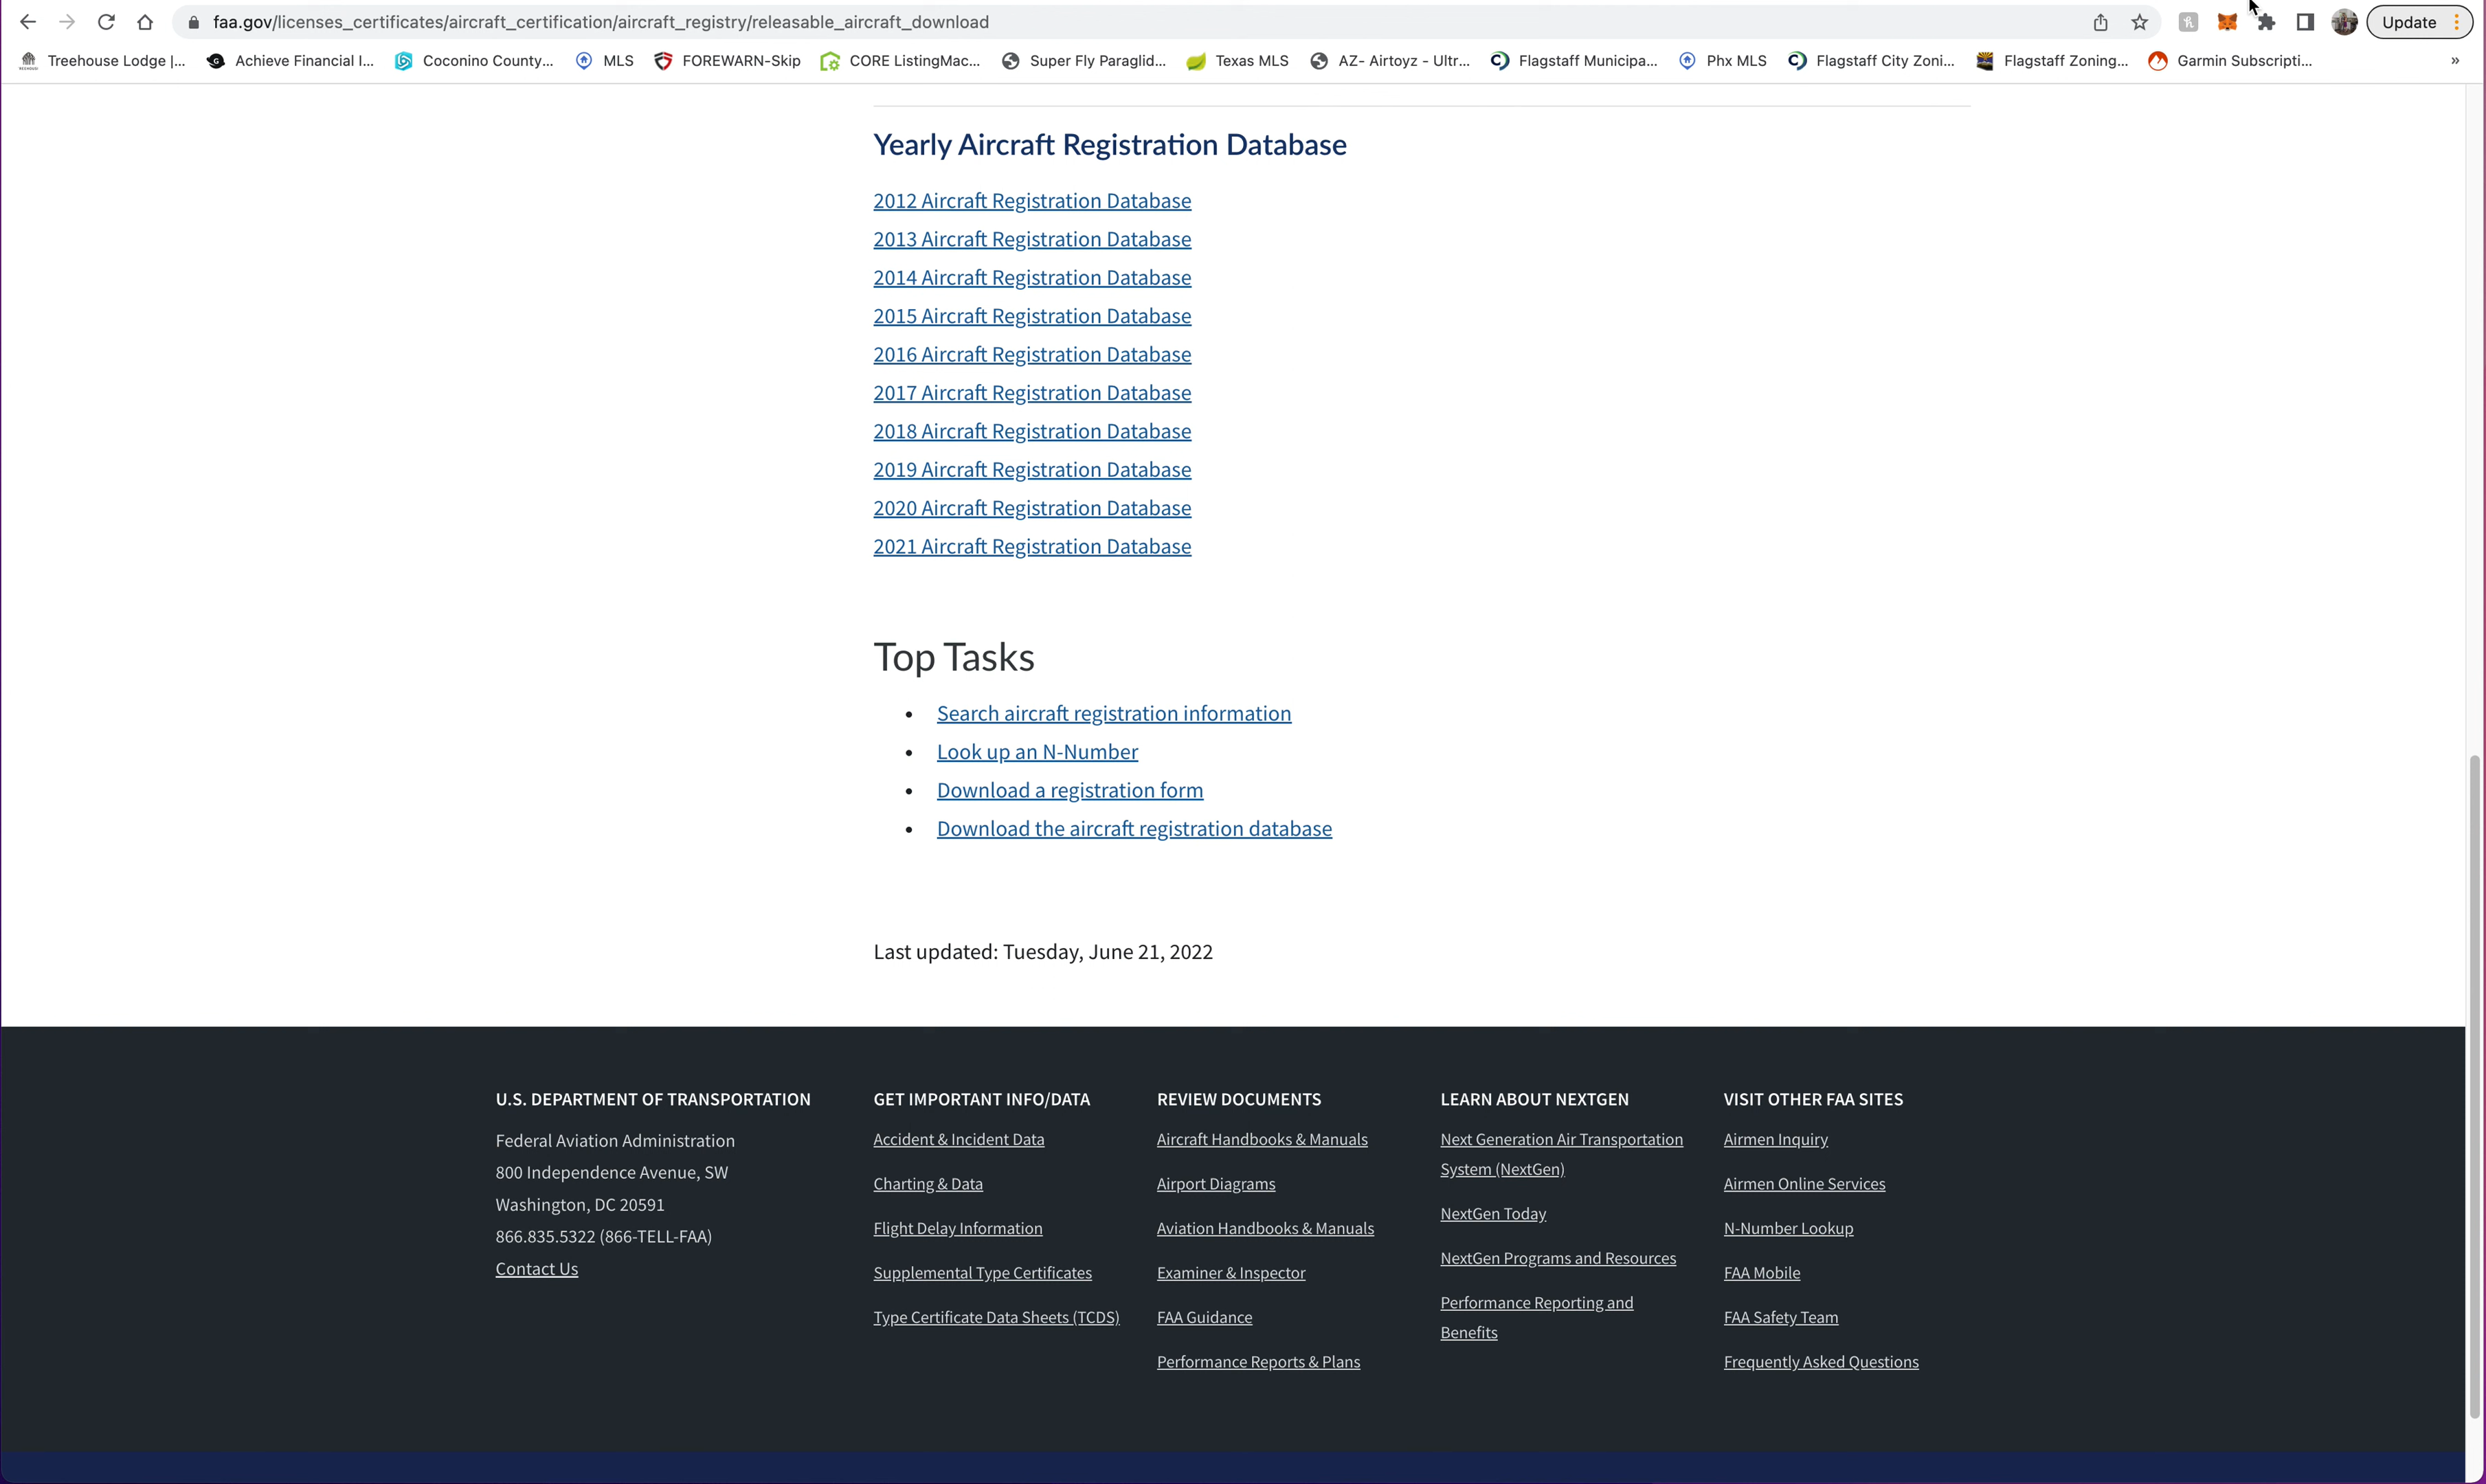 faa.gov/licenses_certificates/aircraft_certification/aircraft_registry/releasable_aircraft_download
Update
Treehouse Lodge |...
Achieve Financial I...
Coconino County...
MLS
FOREWARN-Skip
CORE ListingMac...
Super Fly Paraglid...
Texas MLS
AZ- Airtoyz - Ultr...
Flagstaff Municipa...
Phx MLS
Flagstaff City Zoni...
Flagstaff Zoning...
Garmin Subscripti...
»
Yearly Aircraft Registration Database
2012 Aircraft Registration Database
2013 Aircraft Registration Database
2014 Aircraft Registration Database
2015 Aircraft Registration Database
2016 Aircraft Registration Database
2017 Aircraft Registration Database
2018 Aircraft Registration Database
2019 Aircraft Registration Database
2020 Aircraft Registration Database
2021 Aircraft Registration Database
Top Tasks
• Search aircraft registration information
• Look up an N-Number
• Download a registration form
• Download the aircraft registration database
Last updated: Tuesday, June 21, 2022
U.S. DEPARTMENT OF TRANSPORTATION
Federal Aviation Administration
800 Independence Avenue, SW
Washington, DC 20591
866.835.5322 (866-TELL-FAA)
Contact Us
GET IMPORTANT INFO/DATA
Accident & Incident Data
Charting & Data
Flight Delay Information
Supplemental Type Certificates
Type Certificate Data Sheets (TCDS)
REVIEW DOCUMENTS
Aircraft Handbooks & Manuals
Airport Diagrams
Aviation Handbooks & Manuals
Examiner & Inspector
FAA Guidance
Performance Reports & Plans
LEARN ABOUT NEXTGEN
Next Generation Air Transportation
System (NextGen)
NextGen Today
NextGen Programs and Resources
Performance Reporting and
Benefits
VISIT OTHER FAA SITES
Airmen Inquiry
Airmen Online Services
N-Number Lookup
FAA Mobile
FAA Safety Team
Frequently Asked Questions